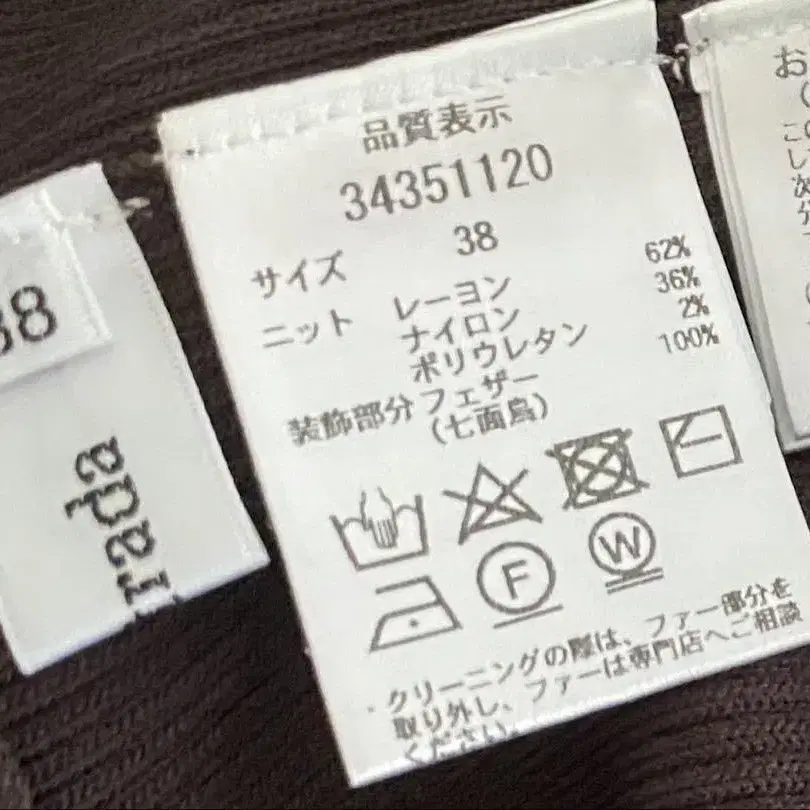 品質表示
34351120
サイズ 38
ニット レーヨン 62%
ナイロン 36%
ポリウレタン 2%
装飾部分 フェザー 100%
(七面鳥)
F
W
・クリーニングの際は、ファー部分を
取り外し、ファーは専門店へご相談
ください。
38
rada
お